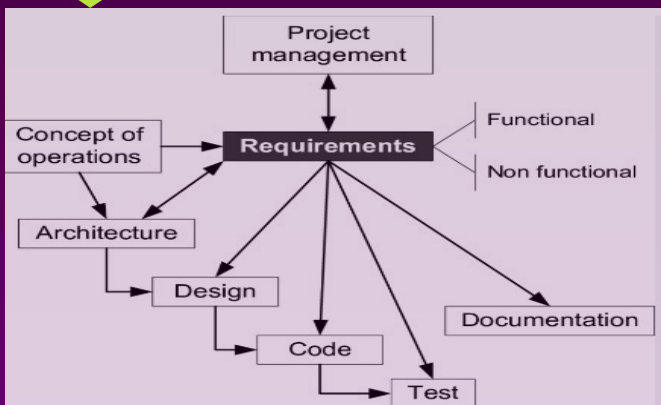 Project
management
Concept of
operations
Requirements
Functional
Non functional
Architecture
Design
Documentation
Code
Test